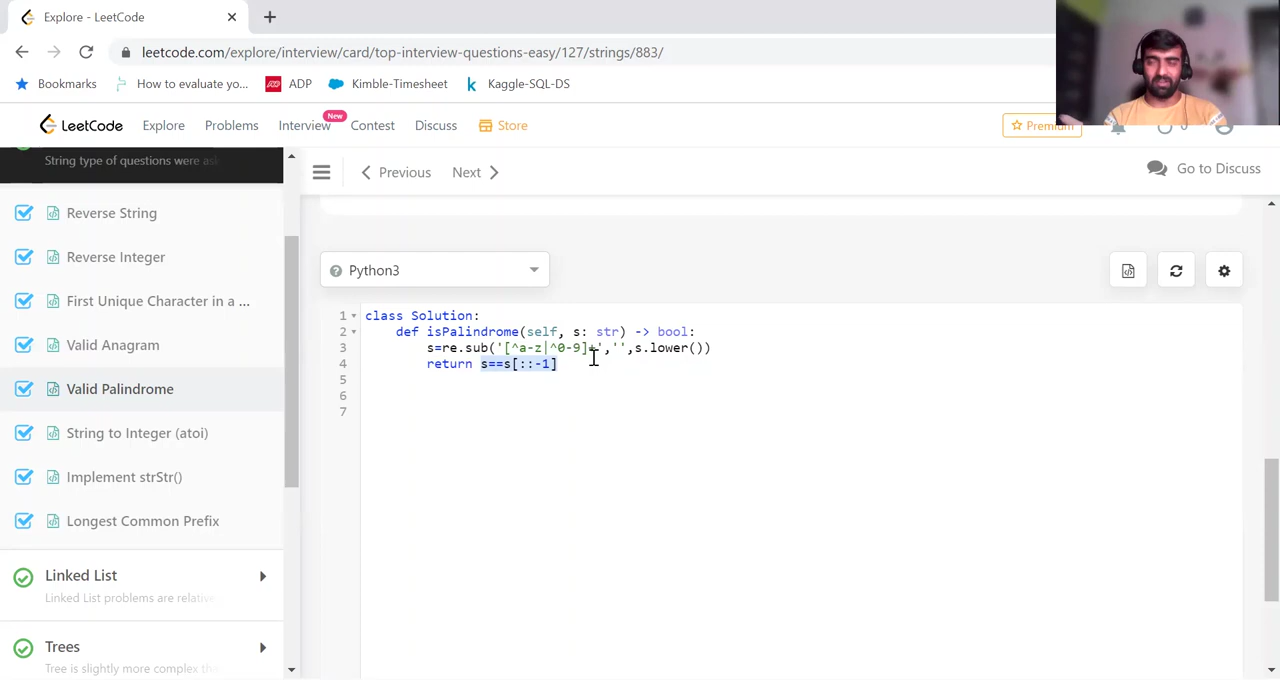 Explore - LeetCode
leetcode.com/explore/interview/card/top-interview-questions-easy/127/strings/883/
Bookmarks How to evaluate yo... ADP Kimble-Timesheet Kaggle-SQL-DS
LeetCode Explore Problems Interview New Contest Discuss Store Premium 0
String type of questions were ask
Previous Next Go to Discuss
Reverse String
Reverse Integer
First Unique Character in a ...
Valid Anagram
Valid Palindrome
String to Integer (atoi)
Implement strStr()
Longest Common Prefix
Linked List
Linked List problems are relative
Trees
Tree is slightly more complex tha
Python3
1 class Solution:
2 def isPalindrome(self, s: str) -> bool:
3 s=re.sub('[^a-z|^0-9]+','',s.lower())
4 return s==s[::-1]
5
6
7